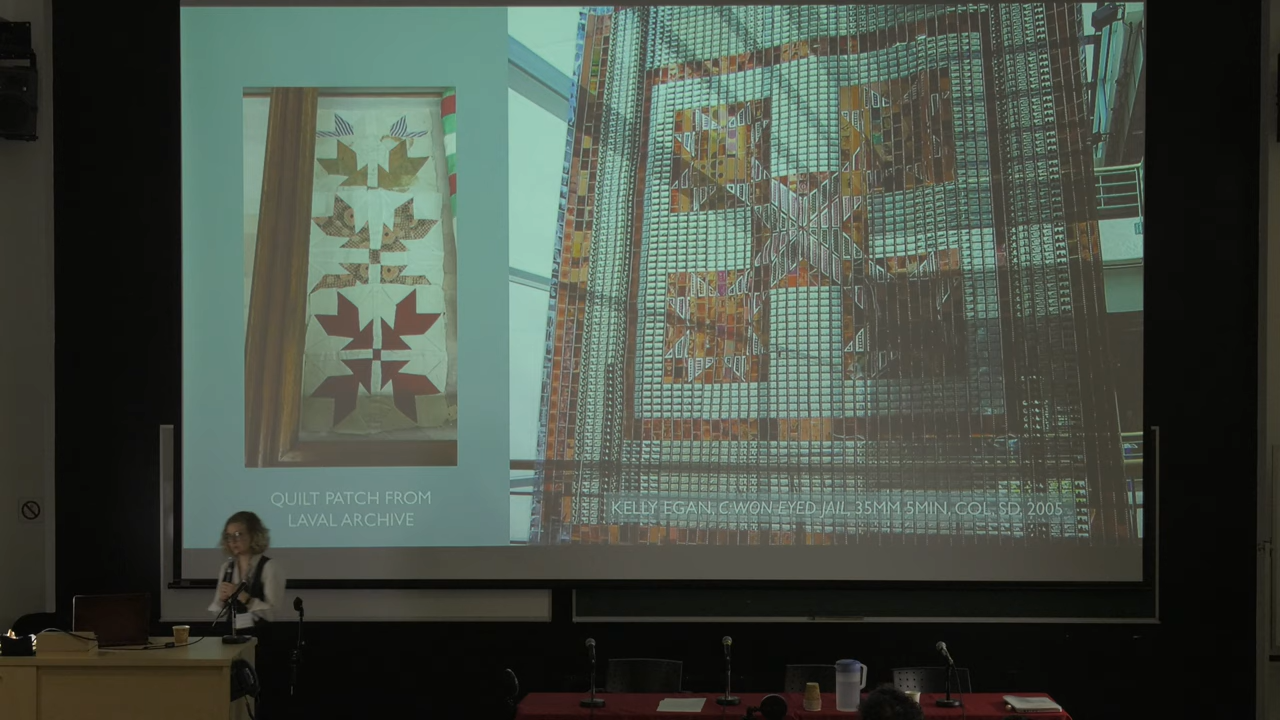 QUILT PATCH FROM
LAVAL ARCHIVE
KELLY EGAN, C:WON EYED JAIL, 35MM 5MIN, COL, SD, 2005